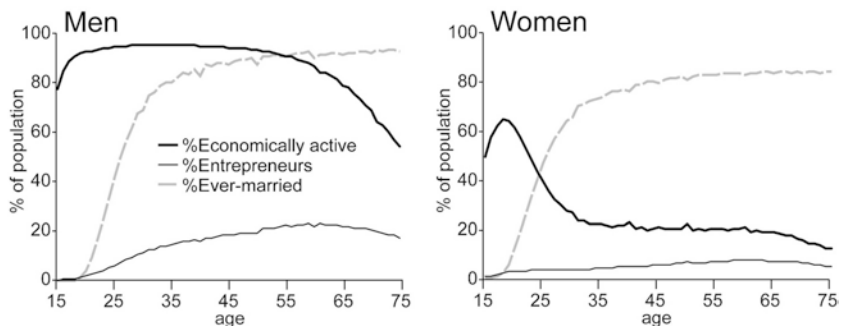 Men
% of population
100
80
60
40
20
0
%Economically active
%Entrepreneurs
%Ever-married
15 25 35 45 55 65 75
age
Women
% of population
80
60
40
20
0
15 25 35 45 55 65 75
age